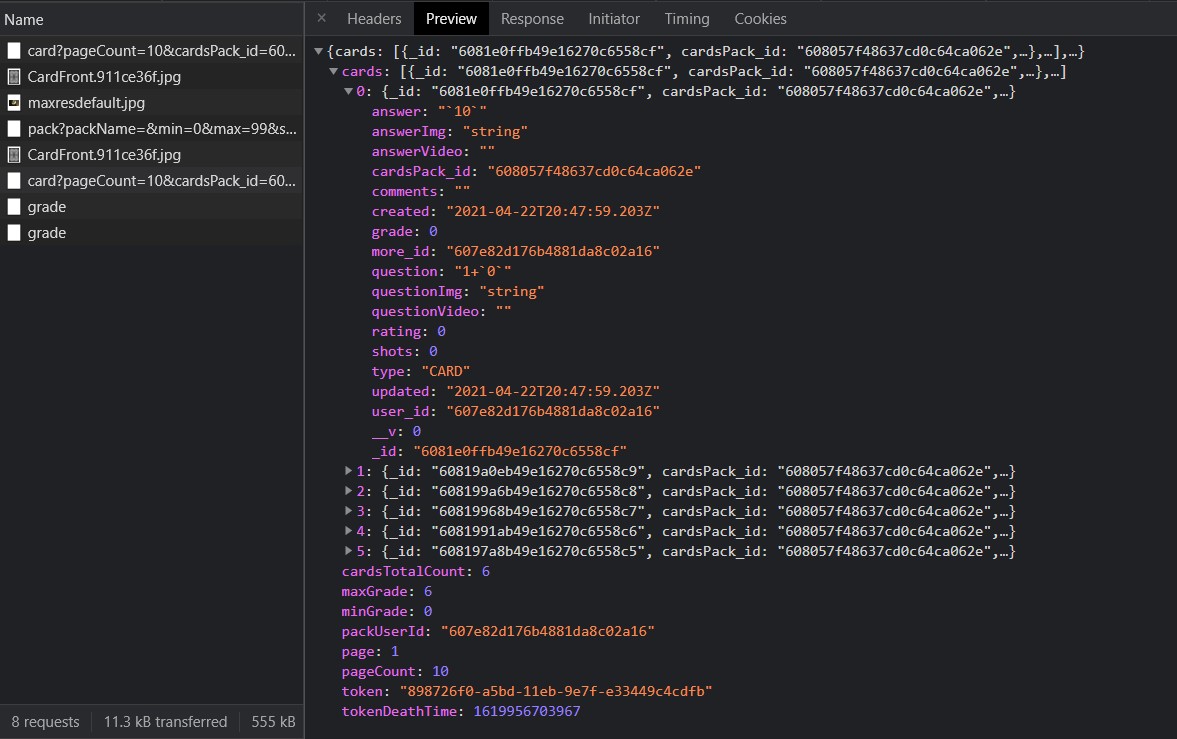 Name
card?pageCount=10&cardsPack_id=60...
CardFront.911ce36f.jpg
maxresdefault.jpg
pack?packName=&min=0&max=99&s...
CardFront.911ce36f.jpg
card?pageCount=10&cardsPack_id=60...
grade
grade
8 requests 11.3 kB transferred 555 kB
× Headers Preview Response Initiator Timing Cookies
▼{cards: [{_id: "6081e0ffb49e16270c6558cf", cardsPack_id: "608057f48637cd0c64ca062e",…},…],…}
▼cards: [{_id: "6081e0ffb49e16270c6558cf", cardsPack_id: "608057f48637cd0c64ca062e",…},…]
▼0: {_id: "6081e0ffb49e16270c6558cf", cardsPack_id: "608057f48637cd0c64ca062e",…}
answer: "`10`"
answerImg: "string"
answerVideo: ""
cardsPack_id: "608057f48637cd0c64ca062e"
comments: ""
created: "2021-04-22T20:47:59.203Z"
grade: 0
more_id: "607e82d176b4881da8c02a16"
question: "1+`0`"
questionImg: "string"
questionVideo: ""
rating: 0
shots: 0
type: "CARD"
updated: "2021-04-22T20:47:59.203Z"
user_id: "607e82d176b4881da8c02a16"
__v: 0
_id: "6081e0ffb49e16270c6558cf"
▶1: {_id: "60819a0eb49e16270c6558c9", cardsPack_id: "608057f48637cd0c64ca062e",…}
▶2: {_id: "608199a6b49e16270c6558c8", cardsPack_id: "608057f48637cd0c64ca062e",…}
▶3: {_id: "60819968b49e16270c6558c7", cardsPack_id: "608057f48637cd0c64ca062e",…}
▶4: {_id: "6081991ab49e16270c6558c6", cardsPack_id: "608057f48637cd0c64ca062e",…}
▶5: {_id: "608197a8b49e16270c6558c5", cardsPack_id: "608057f48637cd0c64ca062e",…}
cardsTotalCount: 6
maxGrade: 6
minGrade: 0
packUserId: "607e82d176b4881da8c02a16"
page: 1
pageCount: 10
token: "898726f0-a5bd-11eb-9e7f-e33449c4cdfb"
tokenDeathTime: 1619956703967